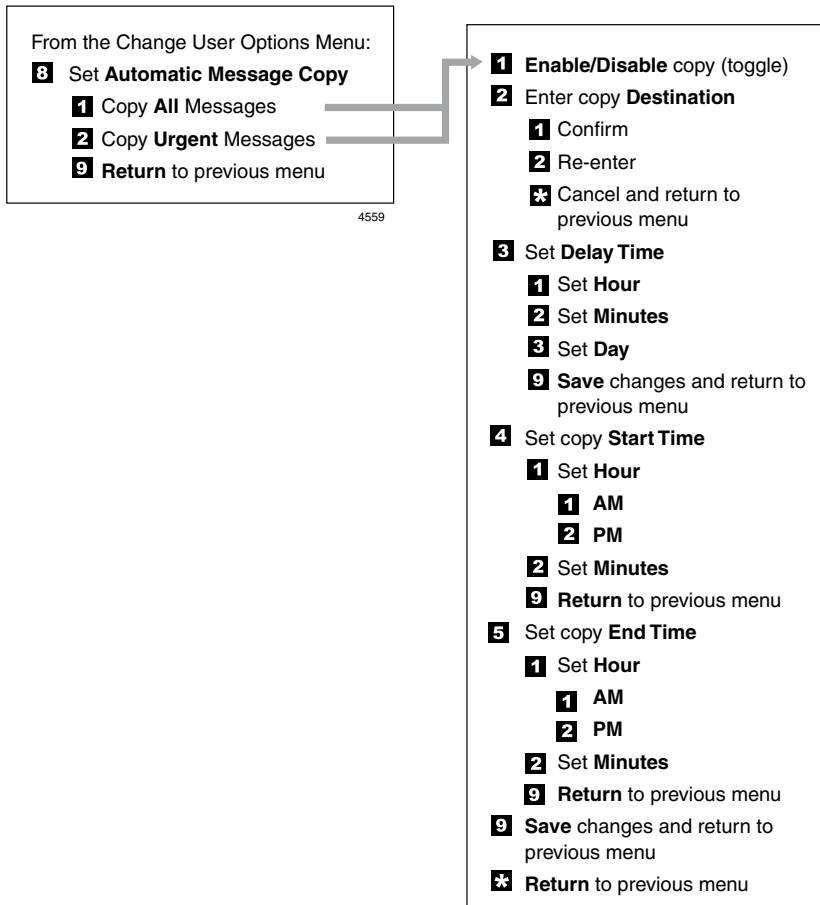 From the Change User Options Menu:
8 Set Automatic Message Copy
1 Copy All Messages
2 Copy Urgent Messages
9 Return to previous menu
4559
1 Enable/Disable copy (toggle)
2 Enter copy Destination
1 Confirm
2 Re-enter
* Cancel and return to
previous menu
3 Set Delay Time
1 Set Hour
2 Set Minutes
3 Set Day
9 Save changes and return to
previous menu
4 Set copy Start Time
1 Set Hour
1 AM
2 PM
2 Set Minutes
9 Return to previous menu
5 Set copy End Time
1 Set Hour
1 AM
2 PM
2 Set Minutes
9 Return to previous menu
9 Save changes and return to
previous menu
* Return to previous menu